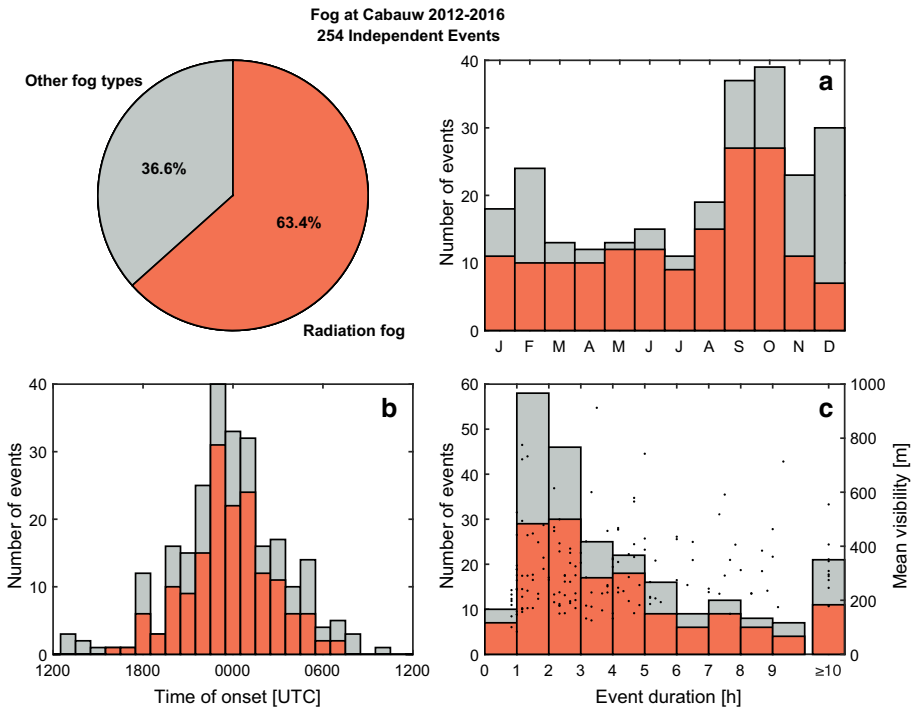 Fog at Cabauw 2012-2016
254 Independent Events
Other fog types
36.6%
63.4%
Radiation fog
a
Number of events
40
30
20
10
0
J F M A M J J A S O N D
b
Number of events
40
30
20
10
0
1200 1800 0000 0600 1200
Time of onset [UTC]
c
Number of events
60
50
40
30
20
10
0
0 1 2 3 4 5 6 7 8 9 ≥10
Event duration [h]
1000
800
600
400
200
0
Mean visibility [m]